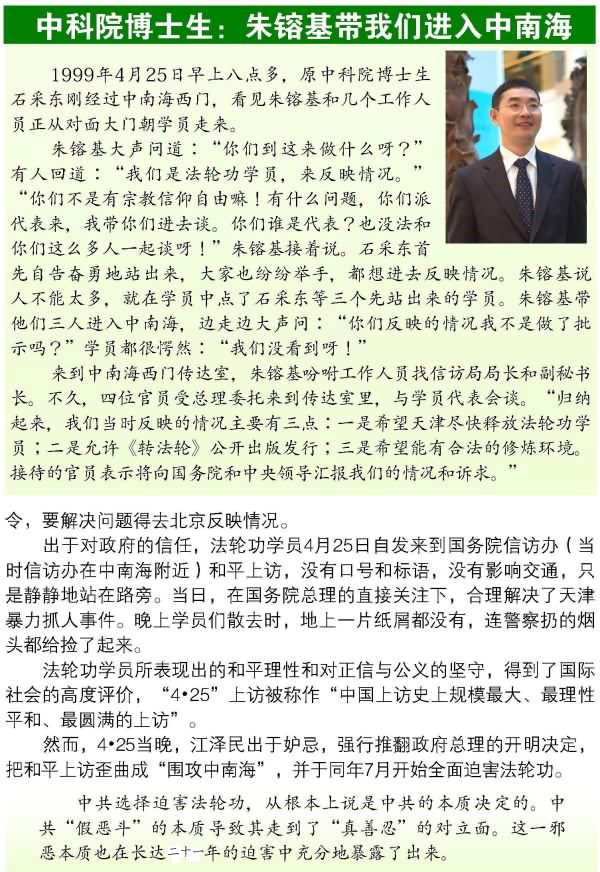 中科院博士生：朱镕基带我们进入中南海
1999年4月25日早上八点多，原中科院博士生
石采东刚经过中南海西门，看见朱镕基和几个工作人
员正从对面大门朝学员走来。
朱镕基大声问道：“你们到这来做什么呀？”
有人回道：“我们是法轮功学员，来反映情况。”
“你们不是有宗教信仰自由嘛！有什么问题，你们派
代表来，我带你们进去谈。你们谁是代表？也没法和
你们这么多人一起谈呀！”朱镕基接着说。石采东首
先自告奋勇地站出来，大家也纷纷举手，都想进去反映情况。朱镕基说
人不能太多，就在学员中点了石采东等三个先站出来的学员。朱镕基带
他们三人进入中南海，边走边大声问：“你们反映的情况我不是做了批
示吗？”学员都很愕然：“我们没看到呀！”
来到中南海西门传达室，朱镕基吩咐工作人员找信访局局长和副秘书
长。不久，四位官员受总理委托来到传达室里，与学员代表会谈。“归纳
起来，我们当时反映的情况主要有三点：一是希望天津尽快释放法轮功学
员；二是允许《转法轮》公开出版发行；三是希望能有合法的修炼环境。
接待的官员表示将向国务院和中央领导汇报我们的情况和诉求。”
令，要解决问题得去北京反映情况。
出于对政府的信任，法轮功学员4月25日自发来到国务院信访办（当
时信访办在中南海附近）和平上访，没有口号和标语，没有影响交通，只
是静静地站在路旁。当日，在国务院总理的直接关注下，合理解决了天津
暴力抓人事件。晚上学员们散去时，地上一片纸屑都没有，连警察扔的烟
头都给捡了起来。
法轮功学员所表现出的和平理性和对正信与公义的坚守，得到了国际
社会的高度评价，“4•25”上访被称作“中国上访史上规模最大、最理性
平和、最圆满的上访”。
然而，4•25当晚，江泽民出于妒忌，强行推翻政府总理的开明决定，
把和平上访歪曲成“围攻中南海”，并于同年7月开始全面迫害法轮功。
中共选择迫害法轮功，从根本上说是中共的本质决定的。中
共“假恶斗”的本质导致其走到了“真善忍”的对立面。这一邪
恶本质也在长达二十一年的迫害中充分地暴露了出来。